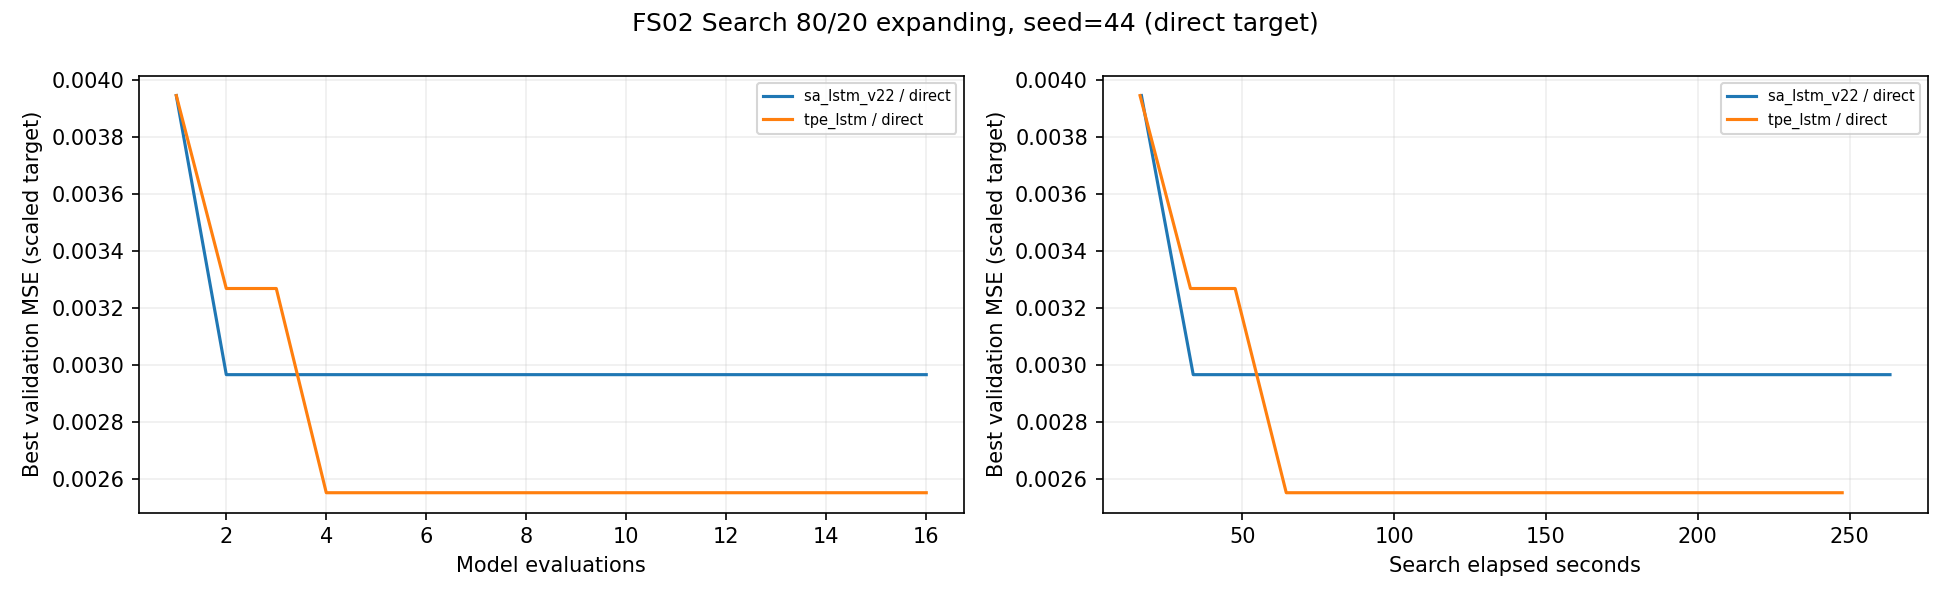 FS02 Search 80/20 expanding, seed=44 (direct target)
Best validation MSE (scaled target)
0.0040
0.0038
0.0036
0.0034
0.0032
0.0030
0.0028
0.0026
sa_lstm_v22 / direct
tpe_lstm / direct
2 4 6 8 10 12 14 16
Model evaluations
Best validation MSE (scaled target)
0.0040
0.0038
0.0036
0.0034
0.0032
0.0030
0.0028
0.0026
sa_lstm_v22 / direct
tpe_lstm / direct
50 100 150 200 250
Search elapsed seconds